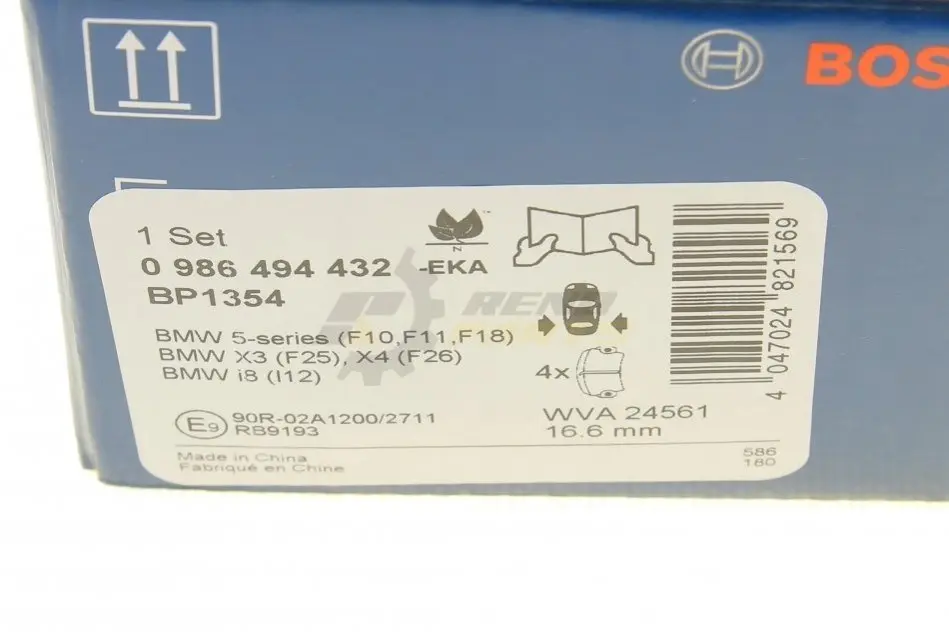 BOS
1 Set
0 986 494 432 -EKA
BP1354
BMW 5-series (F10,F11,F18)
BMW X3 (F25), X4 (F26)
BMW i8 (I12)
4x
E9 90R-02A1200/2711
RB9193
WVA 24561
16.6 mm
Made in China
Fabriqué en Chine
586
180
4 047024 821569